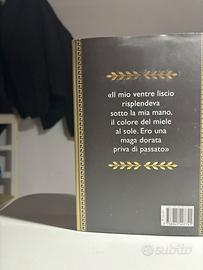 «Il mio ventre liscio
risplendeva
sotto la mia mano,
il colore del miele
al sole. Ero una
maga dorata
priva di passato»
subito